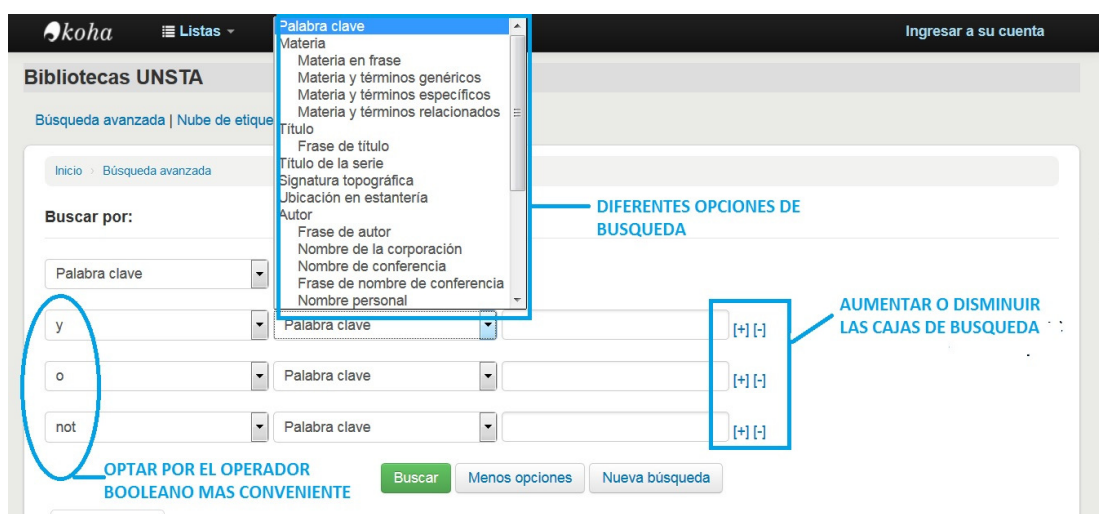 koha Listas Ingresar a su cuenta
Palabra clave
Materia
Materia en frase
Materia y términos genéricos
Materia y términos específicos
Materia y términos relacionados
Título
Frase de título
Título de la serie
Signatura topográfica
Ubicación en estantería
Autor
Frase de autor
Nombre de la corporación
Nombre de conferencia
Frase de nombre de conferencia
Nombre personal
Bibliotecas UNSTA
Búsqueda avanzada | Nube de etique
Inicio › Búsqueda avanzada
Buscar por:
DIFERENTES OPCIONES DE
BUSQUEDA
Palabra clave
y Palabra clave [+] [-]
AUMENTAR O DISMINUIR
LAS CAJAS DE BUSQUEDA
o Palabra clave [+] [-]
not Palabra clave [+] [-]
OPTAR POR EL OPERADOR
BOOLEANO MAS CONVENIENTE
Buscar Menos opciones Nueva búsqueda